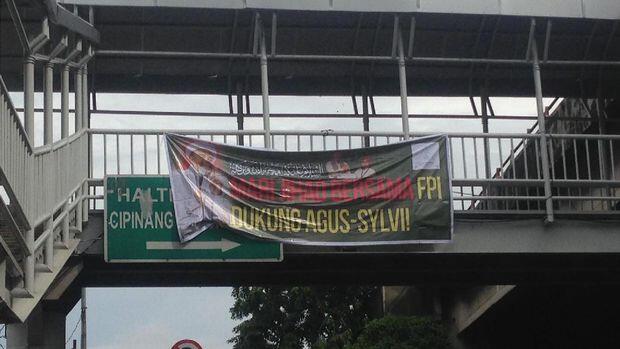 MARI JIHAD BERSAMA FPI
DUKUNG AGUS-SYLVI!
HALTE
CIPINANG